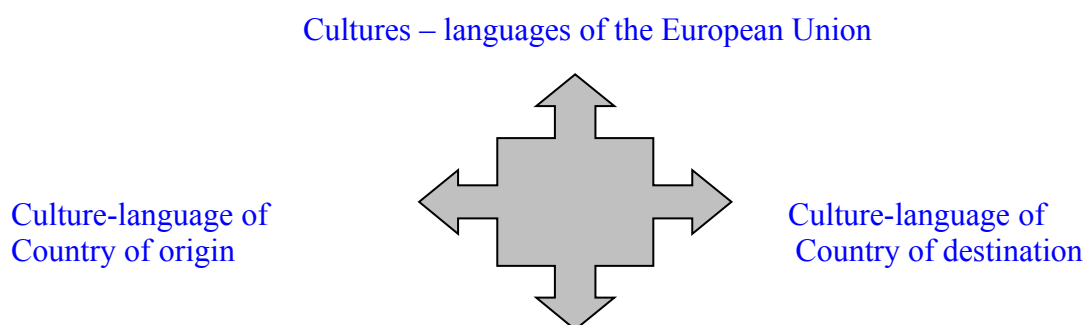 Cultures – languages of the European Union
Culture-language of
Country of origin
Culture-language of
Country of destination